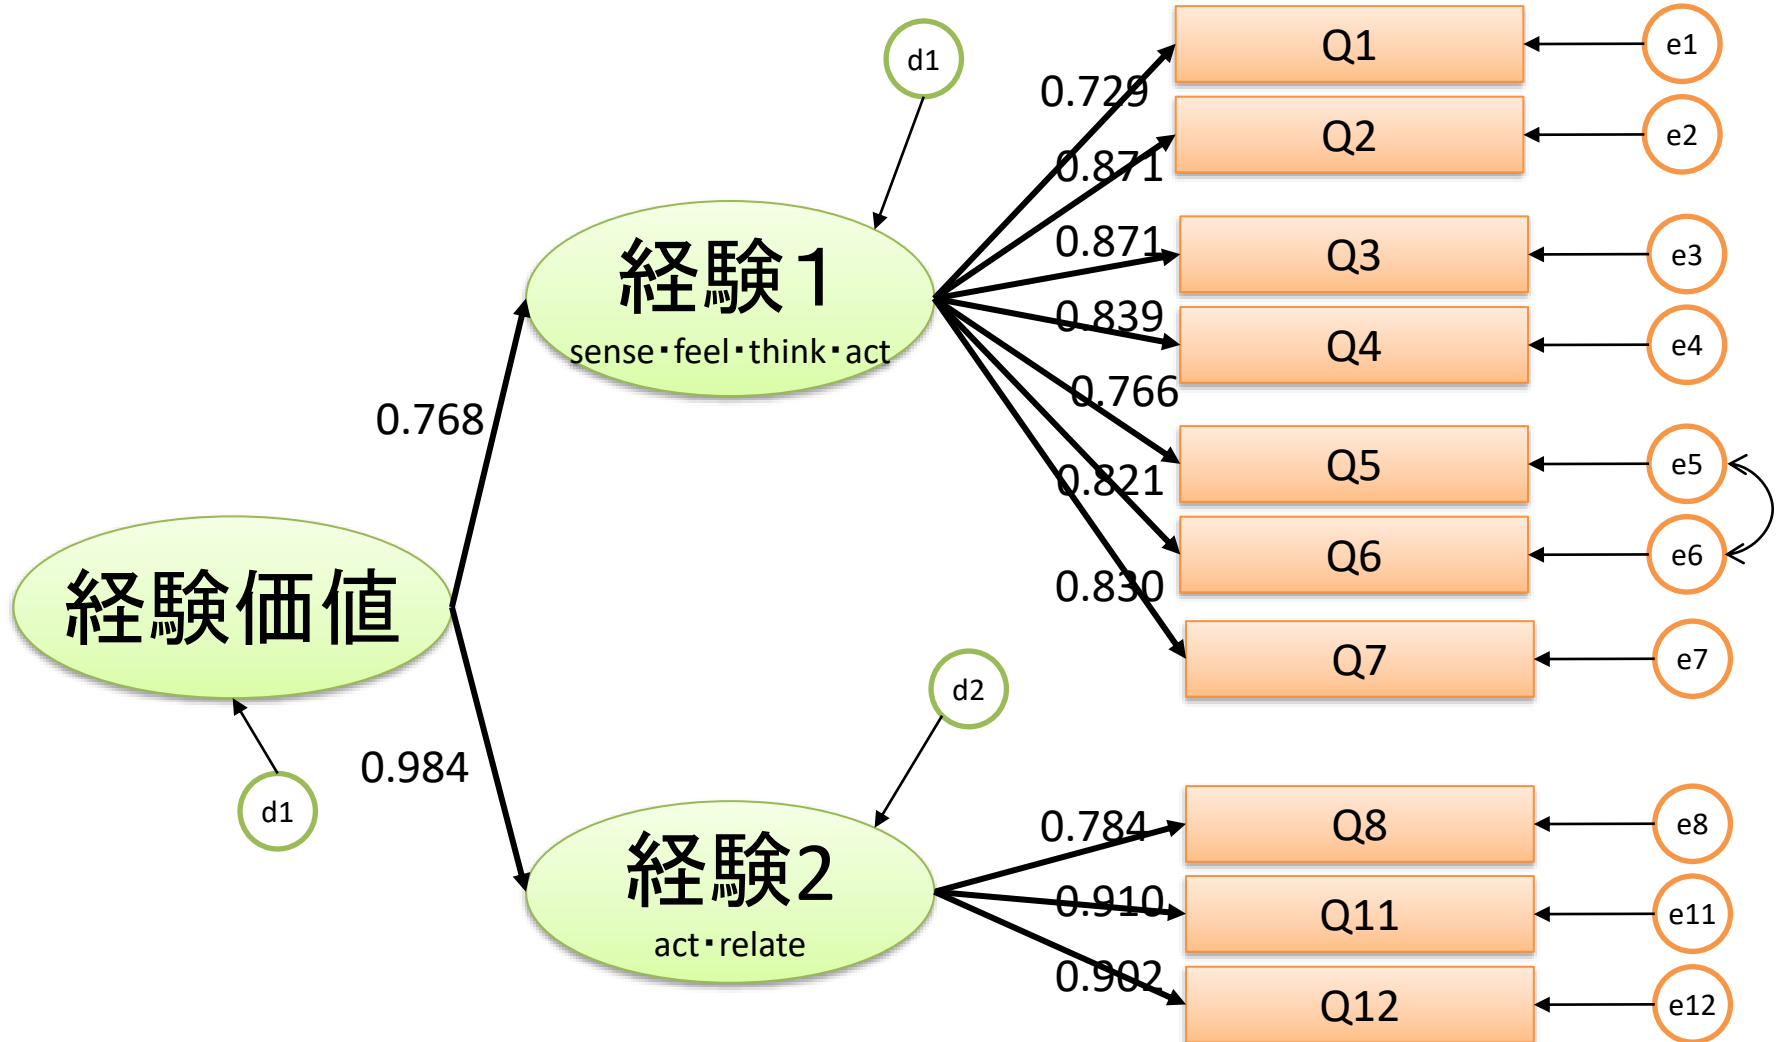 d1
Q1
e1
0.729
Q2
e2
0.871
経験1
sense・feel・think・act
0.871
Q3
e3
0.839
Q4
e4
0.768
0.766
Q5
e5
0.821
Q6
e6
経験価値
0.830
Q7
e7
d2
0.984
d1
経験2
act・relate
0.784
Q8
e8
0.910
Q11
e11
0.902
Q12
e12